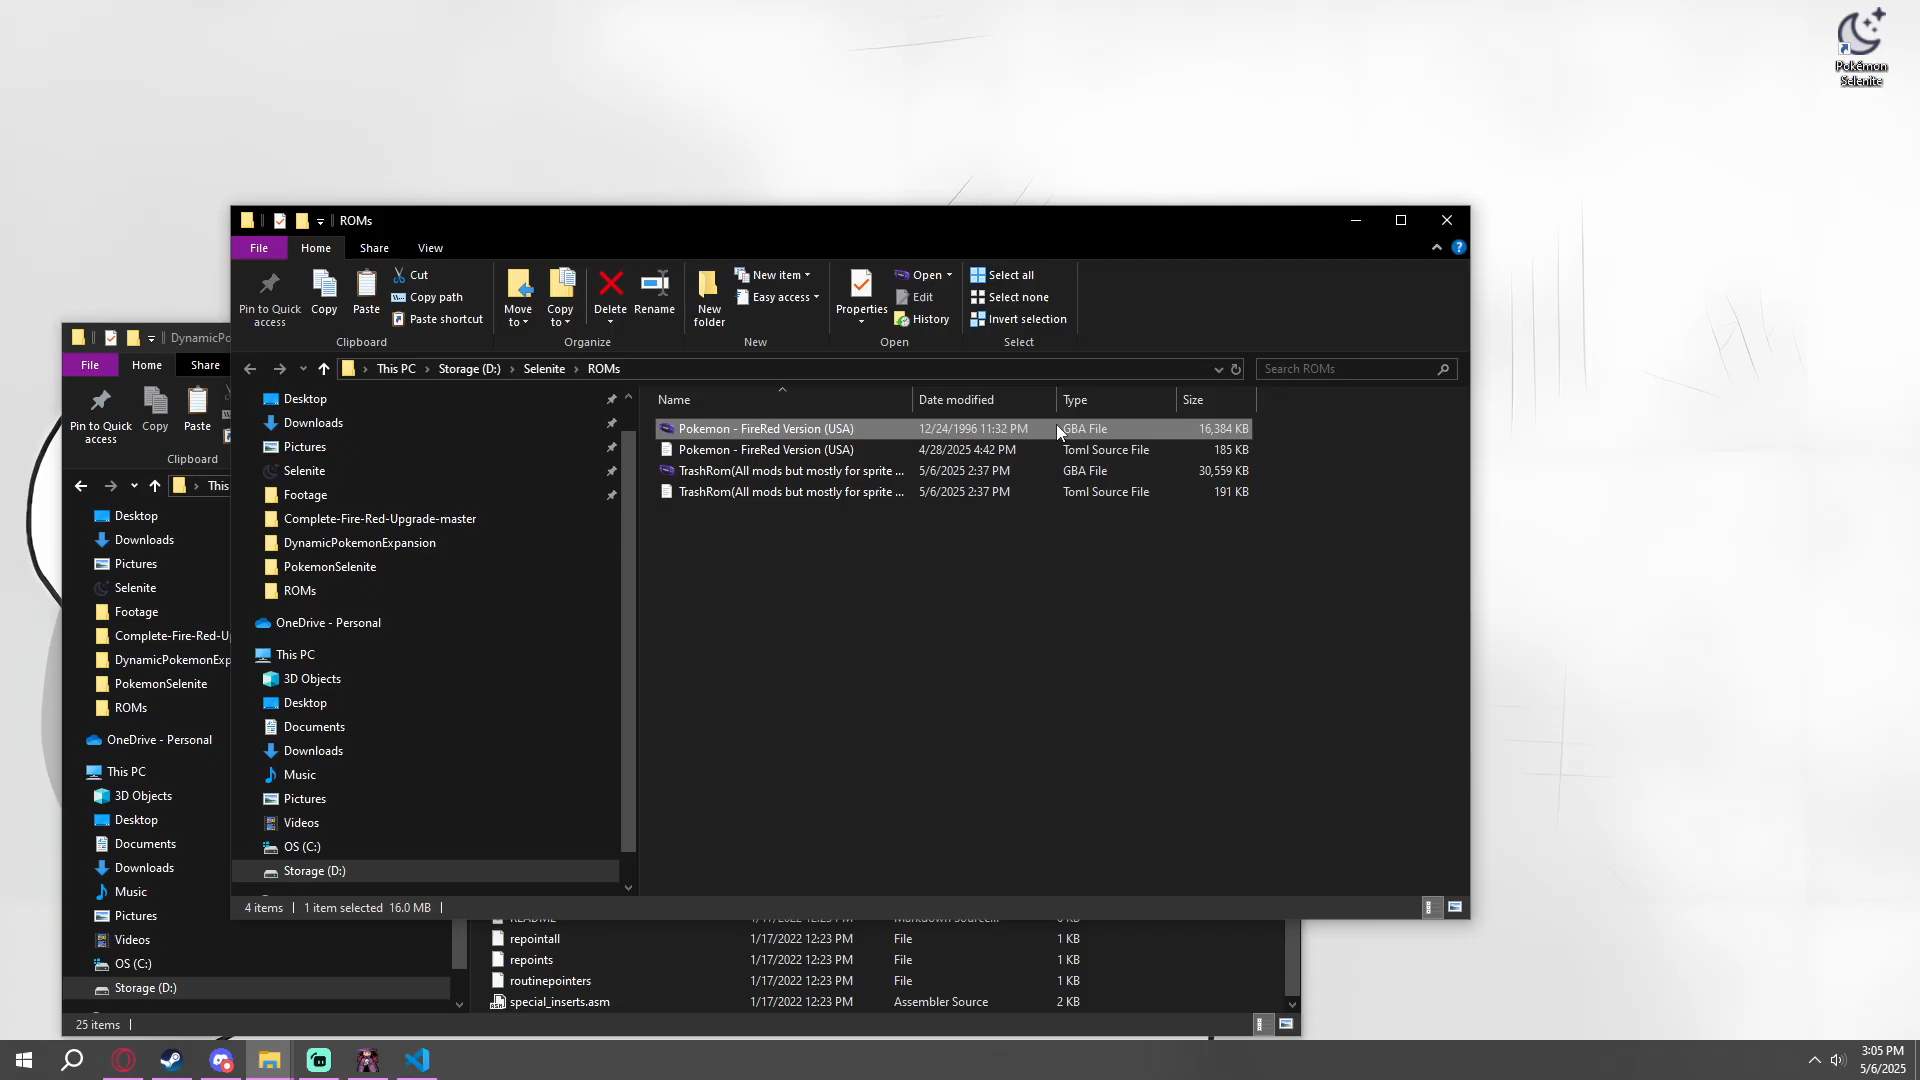 Pokémon
Selenite
ROMs
File
Home
Share
View
Pin to Quick
access
Copy
Paste
Cut
Copy path
Paste shortcut
Move
to
Copy
to
Delete
Rename
New
folder
New item
Easy access
Properties
Open
Edit
History
Select all
Select none
Invert selection
Clipboard
Organize
New
Open
Select
This PC
Storage (D:)
Selenite
ROMs
Search ROMs
Desktop
Downloads
Pictures
Selenite
Footage
Complete-Fire-Red-Upgrade-master
DynamicPokemonExpansion
PokemonSelenite
ROMs
OneDrive - Personal
This PC
3D Objects
Desktop
Documents
Downloads
Music
Pictures
Videos
OS (C:)
Storage (D:)
Name Date modified Type Size
Pokemon - FireRed Version (USA) 12/24/1996 11:32 PM GBA File 16,384 KB
Pokemon - FireRed Version (USA) 4/28/2025 4:42 PM Toml Source File 185 KB
TrashRom(All mods but mostly for sprite ... 5/6/2025 2:37 PM GBA File 30,559 KB
TrashRom(All mods but mostly for sprite ... 5/6/2025 2:37 PM Toml Source File 191 KB
4 items 1 item selected 16.0 MB
DynamicPo
File
Home
Share
Pin to Quick
access
Copy
Paste
Clipboard
This
Desktop
Downloads
Pictures
Selenite
Footage
Complete-Fire-Red-U
DynamicPokemonExp
PokemonSelenite
ROMs
OneDrive - Personal
This PC
3D Objects
Desktop
Documents
Downloads
Music
Pictures
Videos
OS (C:)
Storage (D:)
repointall 1/17/2022 12:23 PM File 1 KB
repoints 1/17/2022 12:23 PM File 1 KB
routinepointers 1/17/2022 12:23 PM File 1 KB
special_inserts.asm 1/17/2022 12:23 PM Assembler Source 2 KB
25 items
3:05 PM
5/6/2025